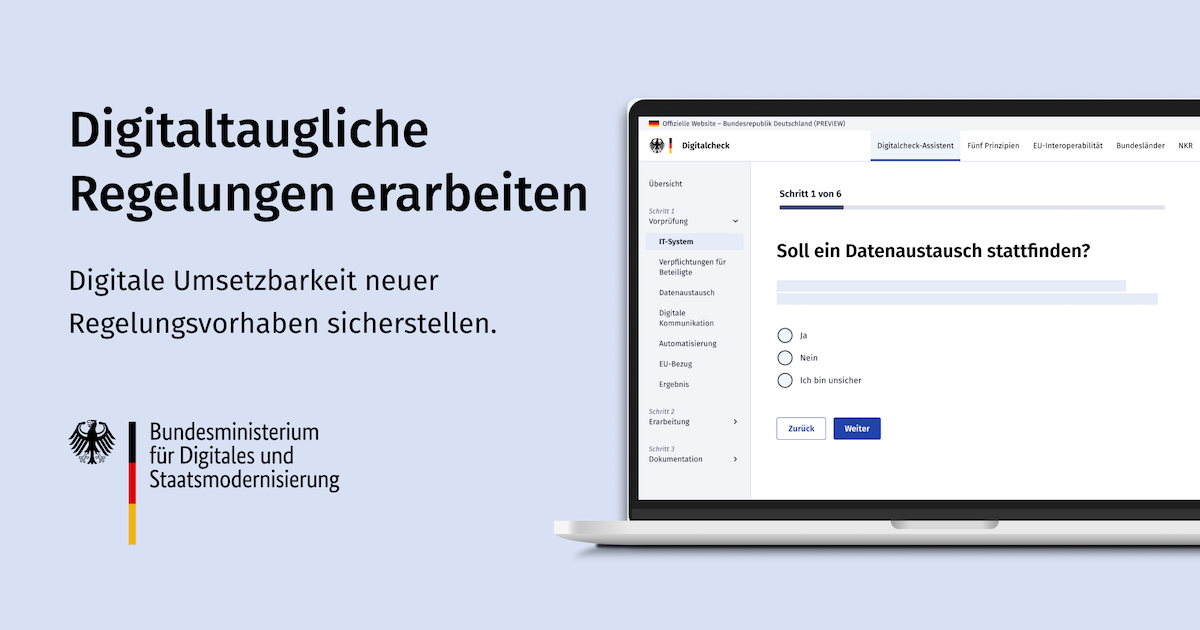 Digitaltaugliche
Regelungen erarbeiten
Digitale Umsetzbarkeit neuer
Regelungsvorhaben sicherstellen.
Bundesministerium
für Digitales und
Staatsmodernisierung
Offizielle Website – Bundesrepublik Deutschland (PREVIEW)
Digitalcheck
Digitalcheck-Assistent
Fünf Prinzipien
EU-Interoperabilität
Bundesländer
NKR
Übersicht
Schritt 1
Vorprüfung
IT-System
Verpflichtungen für
Beteiligte
Datenaustausch
Digitale
Kommunikation
Automatisierung
EU-Bezug
Ergebnis
Schritt 2
Erarbeitung
Schritt 3
Dokumentation
Schritt 1 von 6
Soll ein Datenaustausch stattfinden?
Ja
Nein
Ich bin unsicher
Zurück
Weiter